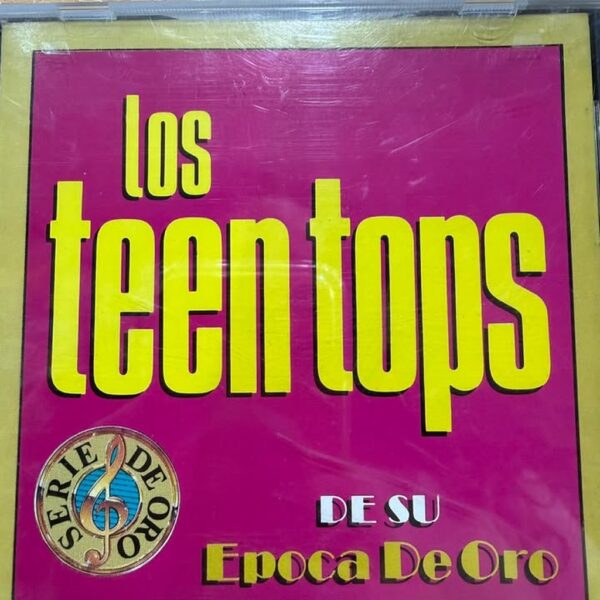 los
teen tops
SERIE DE ORO
DE SU
Epoca De Oro